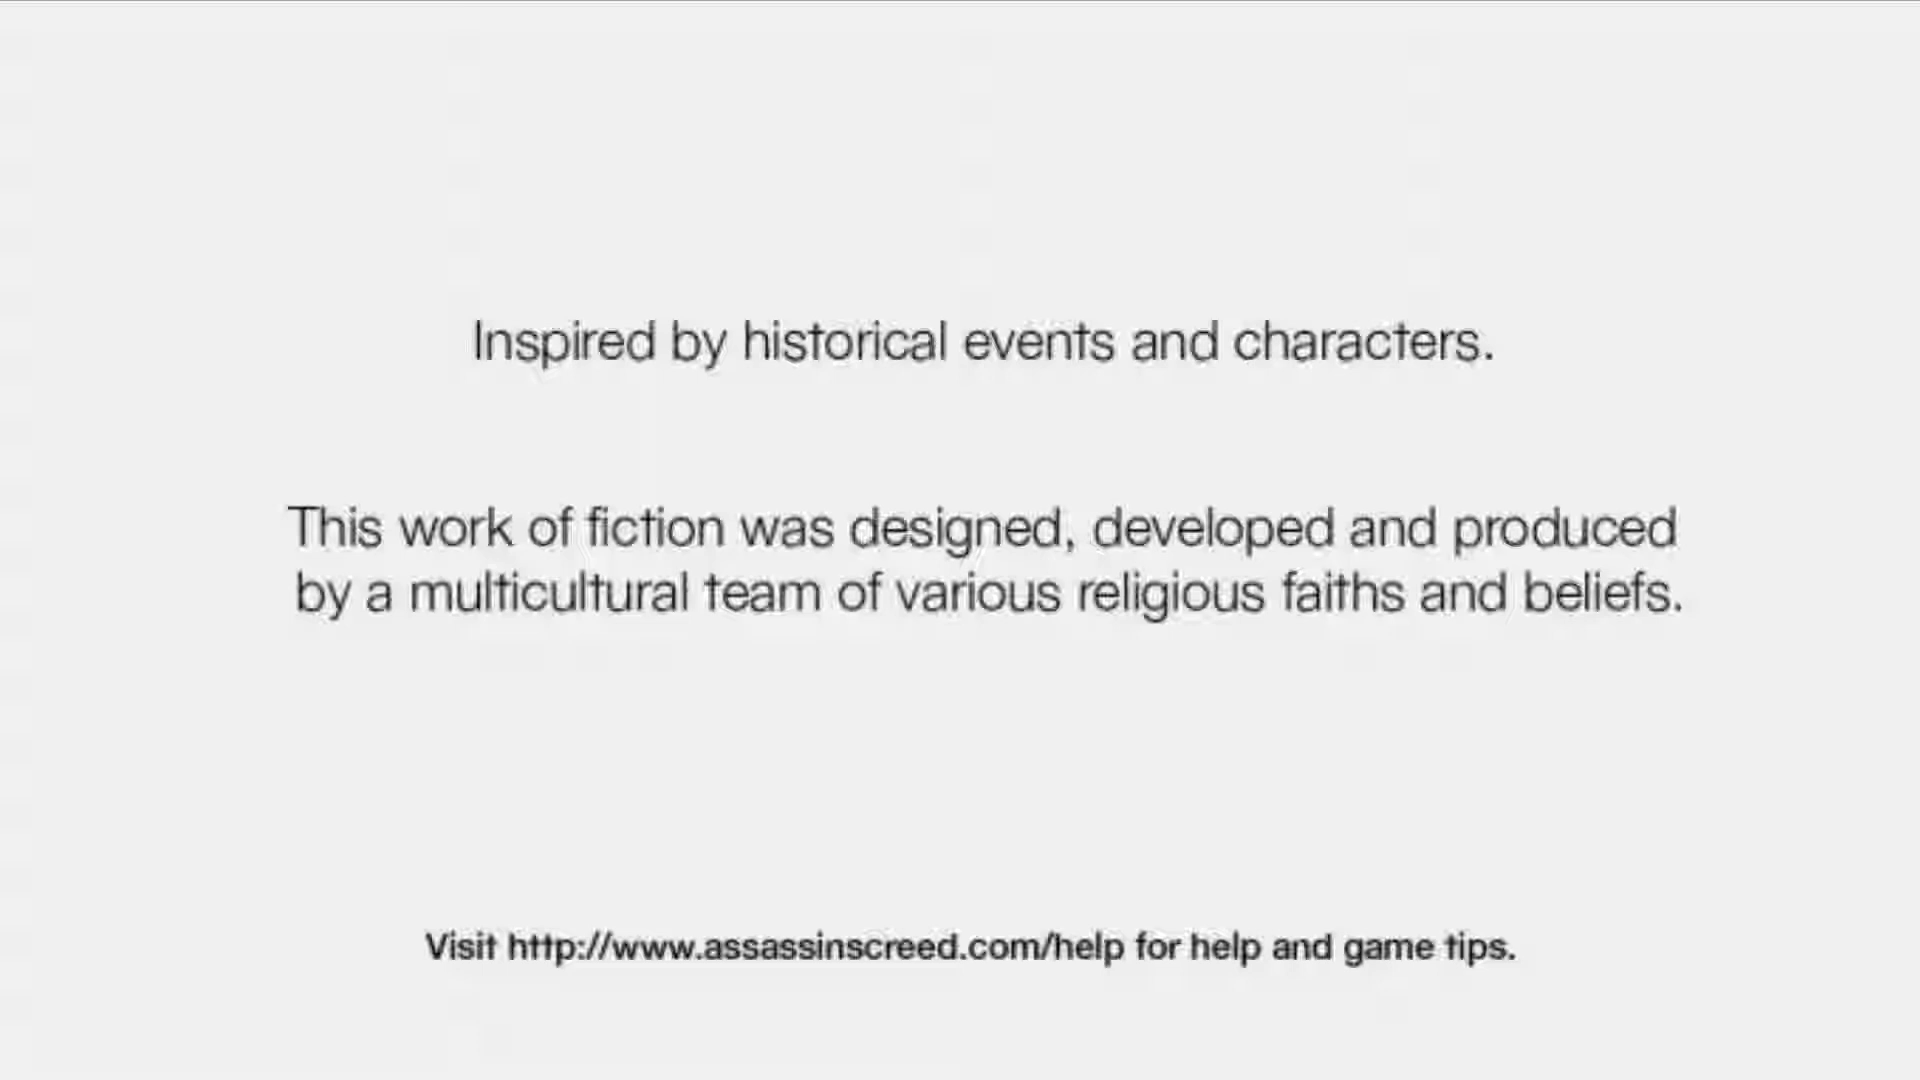 Inspired by historical events and characters.
This work of fiction was designed, developed and produced
by a multicultural team of various religious faiths and beliefs.
Visit http://www.assassinscreed.com/help for help and game tips.